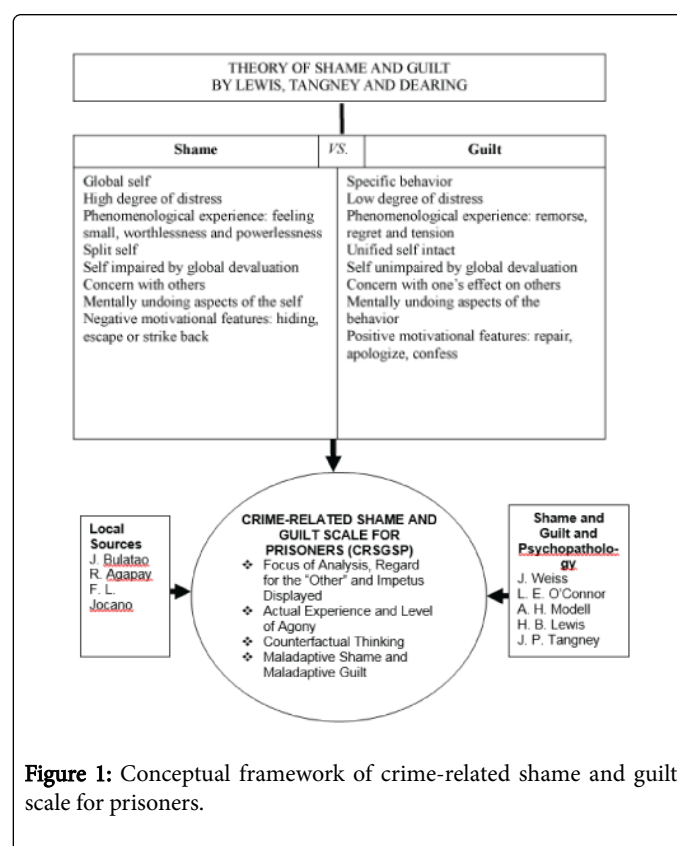 THEORY OF SHAME AND GUILT
BY LEWIS, TANGNEY AND DEARING
Shame
VS.
Guilt
Global self
High degree of distress
Phenomenological experience: feeling
small, worthlessness and powerlessness
Split self
Self impaired by global devaluation
Concern with others
Mentally undoing aspects of the self
Negative motivational features: hiding,
escape or strike back
Specific behavior
Low degree of distress
Phenomenological experience: remorse,
regret and tension
Unified self intact
Self unimpaired by global devaluation
Concern with one's effect on others
Mentally undoing aspects of the
behavior
Positive motivational features: repair,
apologize, confess
Local
Sources
J. Bulatao
R. Agapay
F. L.
Jocano
CRIME-RELATED SHAME AND
GUILT SCALE FOR
PRISONERS (CRSGSP)
❖ Focus of Analysis, Regard
for the "Other" and Impetus
Displayed
❖ Actual Experience and Level
of Agony
❖ Counterfactual Thinking
❖ Maladaptive Shame and
Maladaptive Guilt
Shame and
Guilt and
Psychopatholo-
gy
J. Weiss
L. E. O'Connor
A. H. Modell
H. B. Lewis
J. P. Tangney
Figure 1: Conceptual framework of crime-related shame and guilt
scale for prisoners.